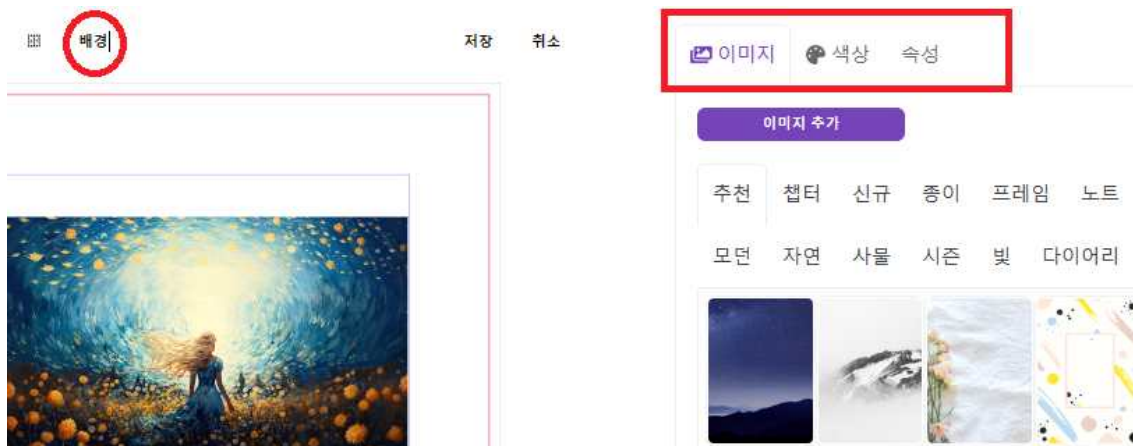 배경
저장 취소
이미지 색상 속성
이미지 추가
추천 챕터 신규 종이 프레임 노트
모던 자연 사물 시즌 빛 다이어리